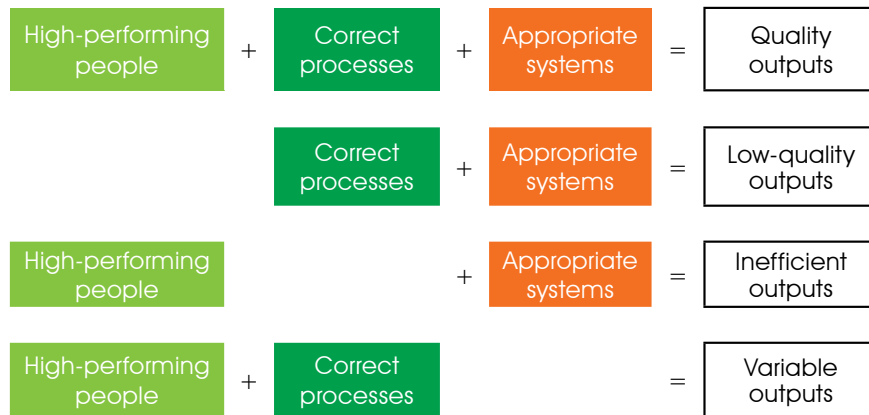 High-performing
people
+
Correct
processes
+
Appropriate
systems
=
Quality
outputs
Correct
processes
+
Appropriate
systems
=
Low-quality
outputs
High-performing
people
+
Appropriate
systems
=
Inefficient
outputs
High-performing
people
+
Correct
processes
=
Variable
outputs